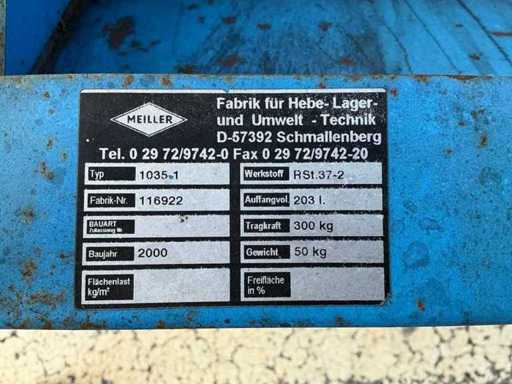 MEILLER
Fabrik für Hebe- Lager-
und Umwelt - Technik
D-57392 Schmallenberg
Tel. 0 29 72/9742-0 Fax 0 29 72/9742-20
Typ 1035-1 Werkstoff RSt.37-2
Fabrik-Nr. 116922 Auffangvol. 203 l.
BAUART Tragkraft 300 kg
Baujahr 2000 Gewicht 50 kg
Flächenlast Freifläche
kg/m² in %